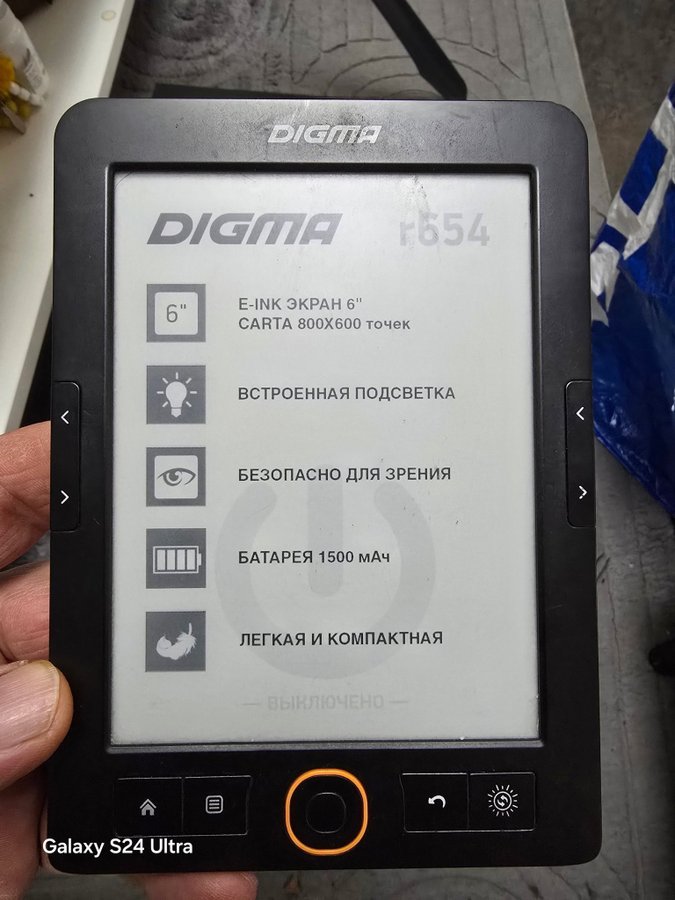 DIGMA
DIGMA r654
6"
E-INK ЭКРАН 6"
CARTA 800X600 точек
ВСТРОЕННАЯ ПОДСВЕТКА
БЕЗОПАСНО ДЛЯ ЗРЕНИЯ
БАТАРЕЯ 1500 мАч
ЛЕГКАЯ И КОМПАКТНАЯ
— ВЫКЛЮЧЕНО —
Galaxy S24 Ultra